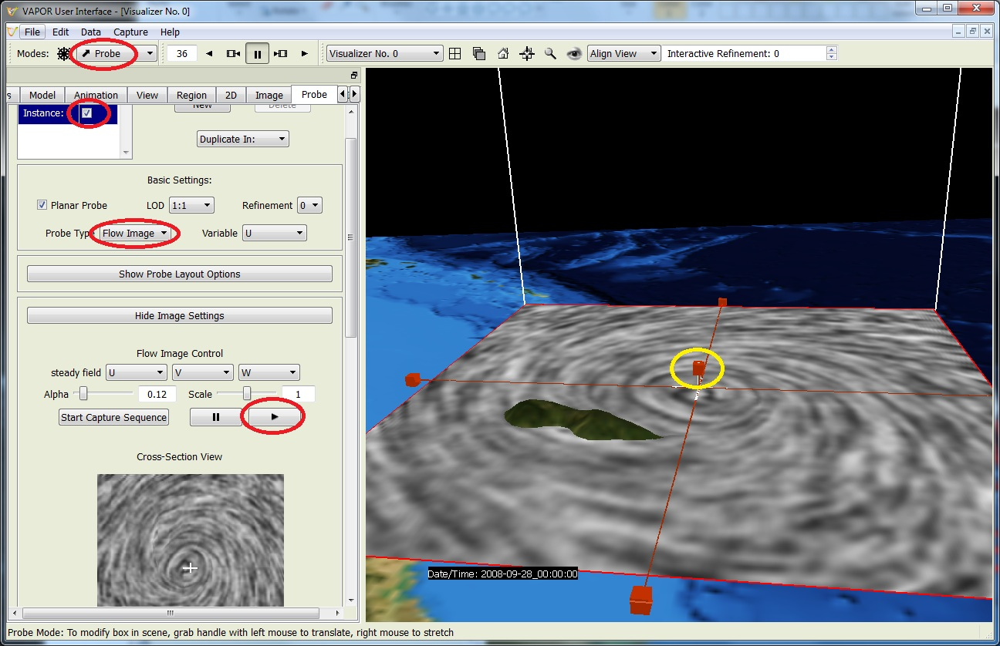 VAPOR User Interface - [Visualizer No. 0]
File Edit Data Capture Help
Modes: Probe 36 Visualizer No. 0 Align View Interactive Refinement: 0
s Model Animation View Region 2D Image Probe
Instance: New Delete
Duplicate In:
Basic Settings:
Planar Probe LOD 1:1 Refinement 0
Probe Typ Flow Image Variable U
Show Probe Layout Options
Hide Image Settings
Flow Image Control
steady field U V W
Alpha 0.12 Scale 1
Start Capture Sequence
Cross-Section View
Date/Time: 2008-09-28_00:00:00
Probe Mode: To modify box in scene, grab handle with left mouse to translate, right mouse to stretch